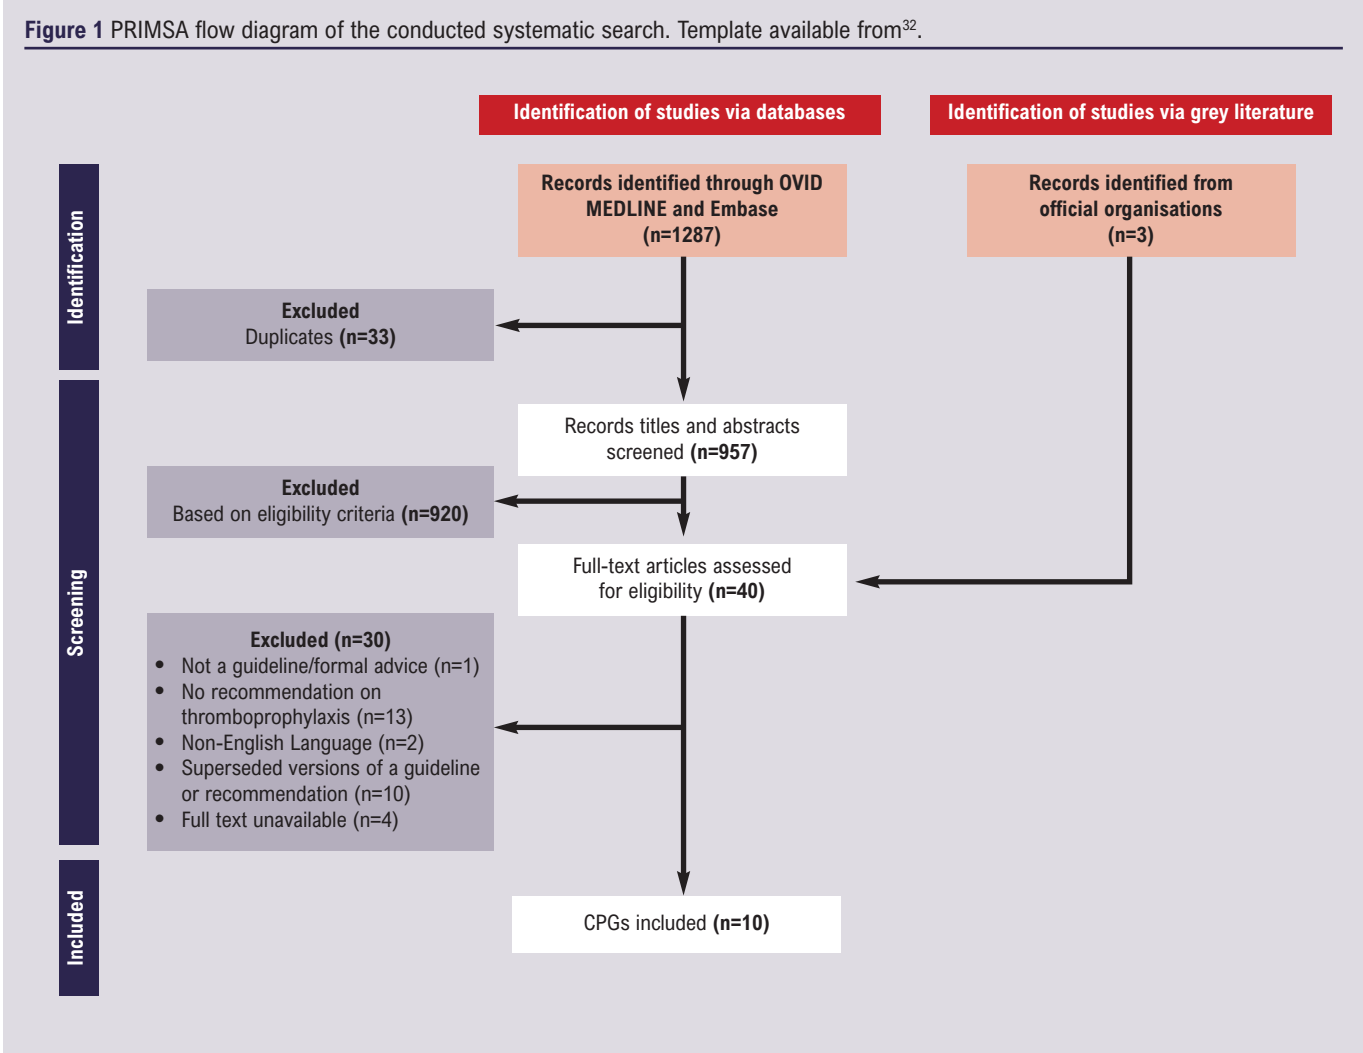 Figure 1 PRIMSA flow diagram of the conducted systematic search. Template available from32.
Identification of studies via databases
Identification of studies via grey literature
Identification
Records identified through OVID
MEDLINE and Embase
(n=1287)
Records identified from
official organisations
(n=3)
Excluded
Duplicates (n=33)
Screening
Records titles and abstracts
screened (n=957)
Excluded
Based on eligibility criteria (n=920)
Full-text articles assessed
for eligibility (n=40)
Excluded (n=30)
• Not a guideline/formal advice (n=1)
• No recommendation on
thromboprophylaxis (n=13)
• Non-English Language (n=2)
• Superseded versions of a guideline
or recommendation (n=10)
• Full text unavailable (n=4)
Included
CPGs included (n=10)